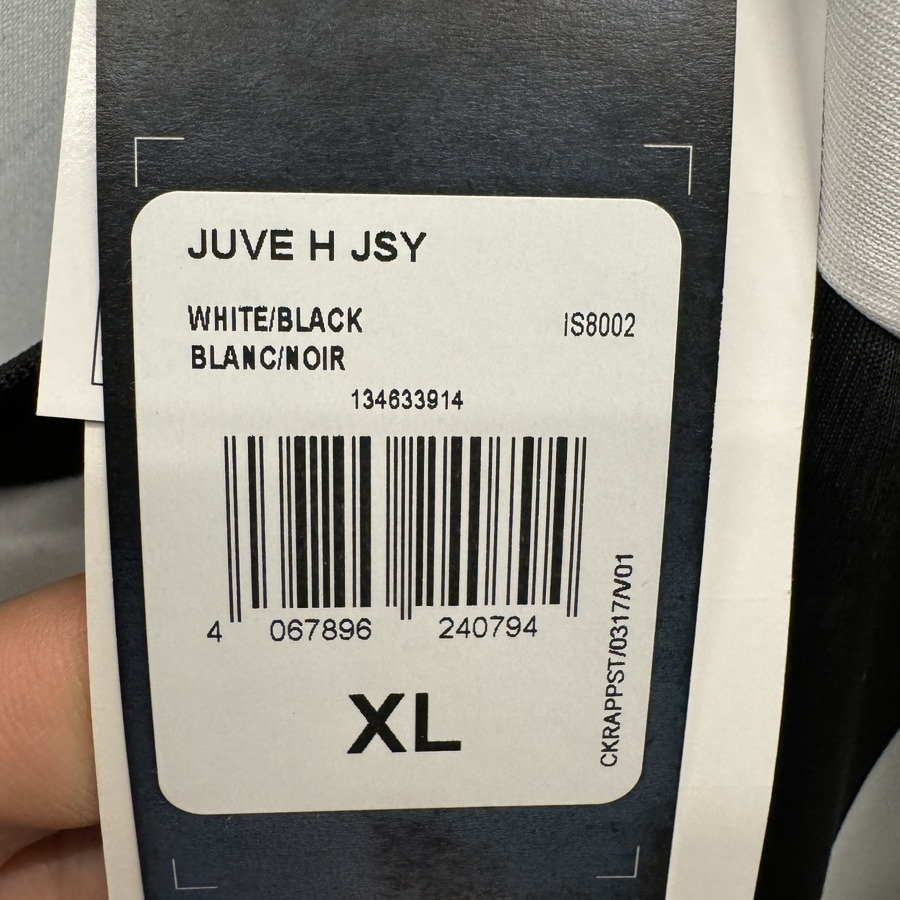 JUVE H JSY
WHITE/BLACK IS8002
BLANC/NOIR
134633914
4 067896 240794
CKRAPPST/0317/V01
XL